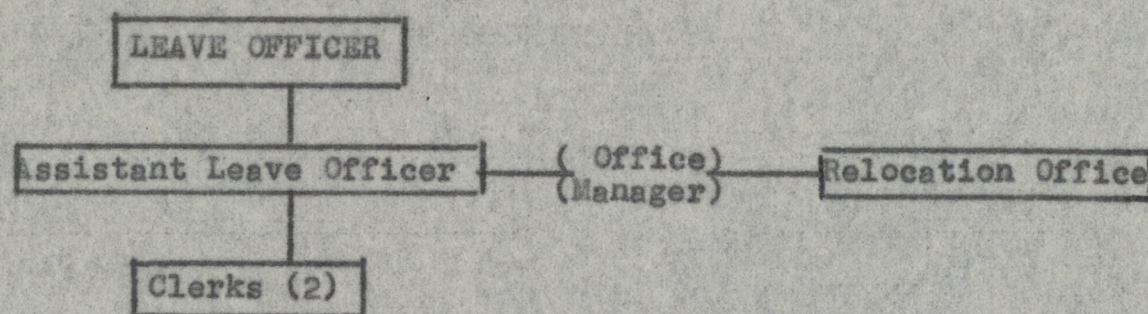 LEAVE OFFICER
Assistant Leave Officer
( Office)
(Manager)
Relocation Office
Clerks (2)